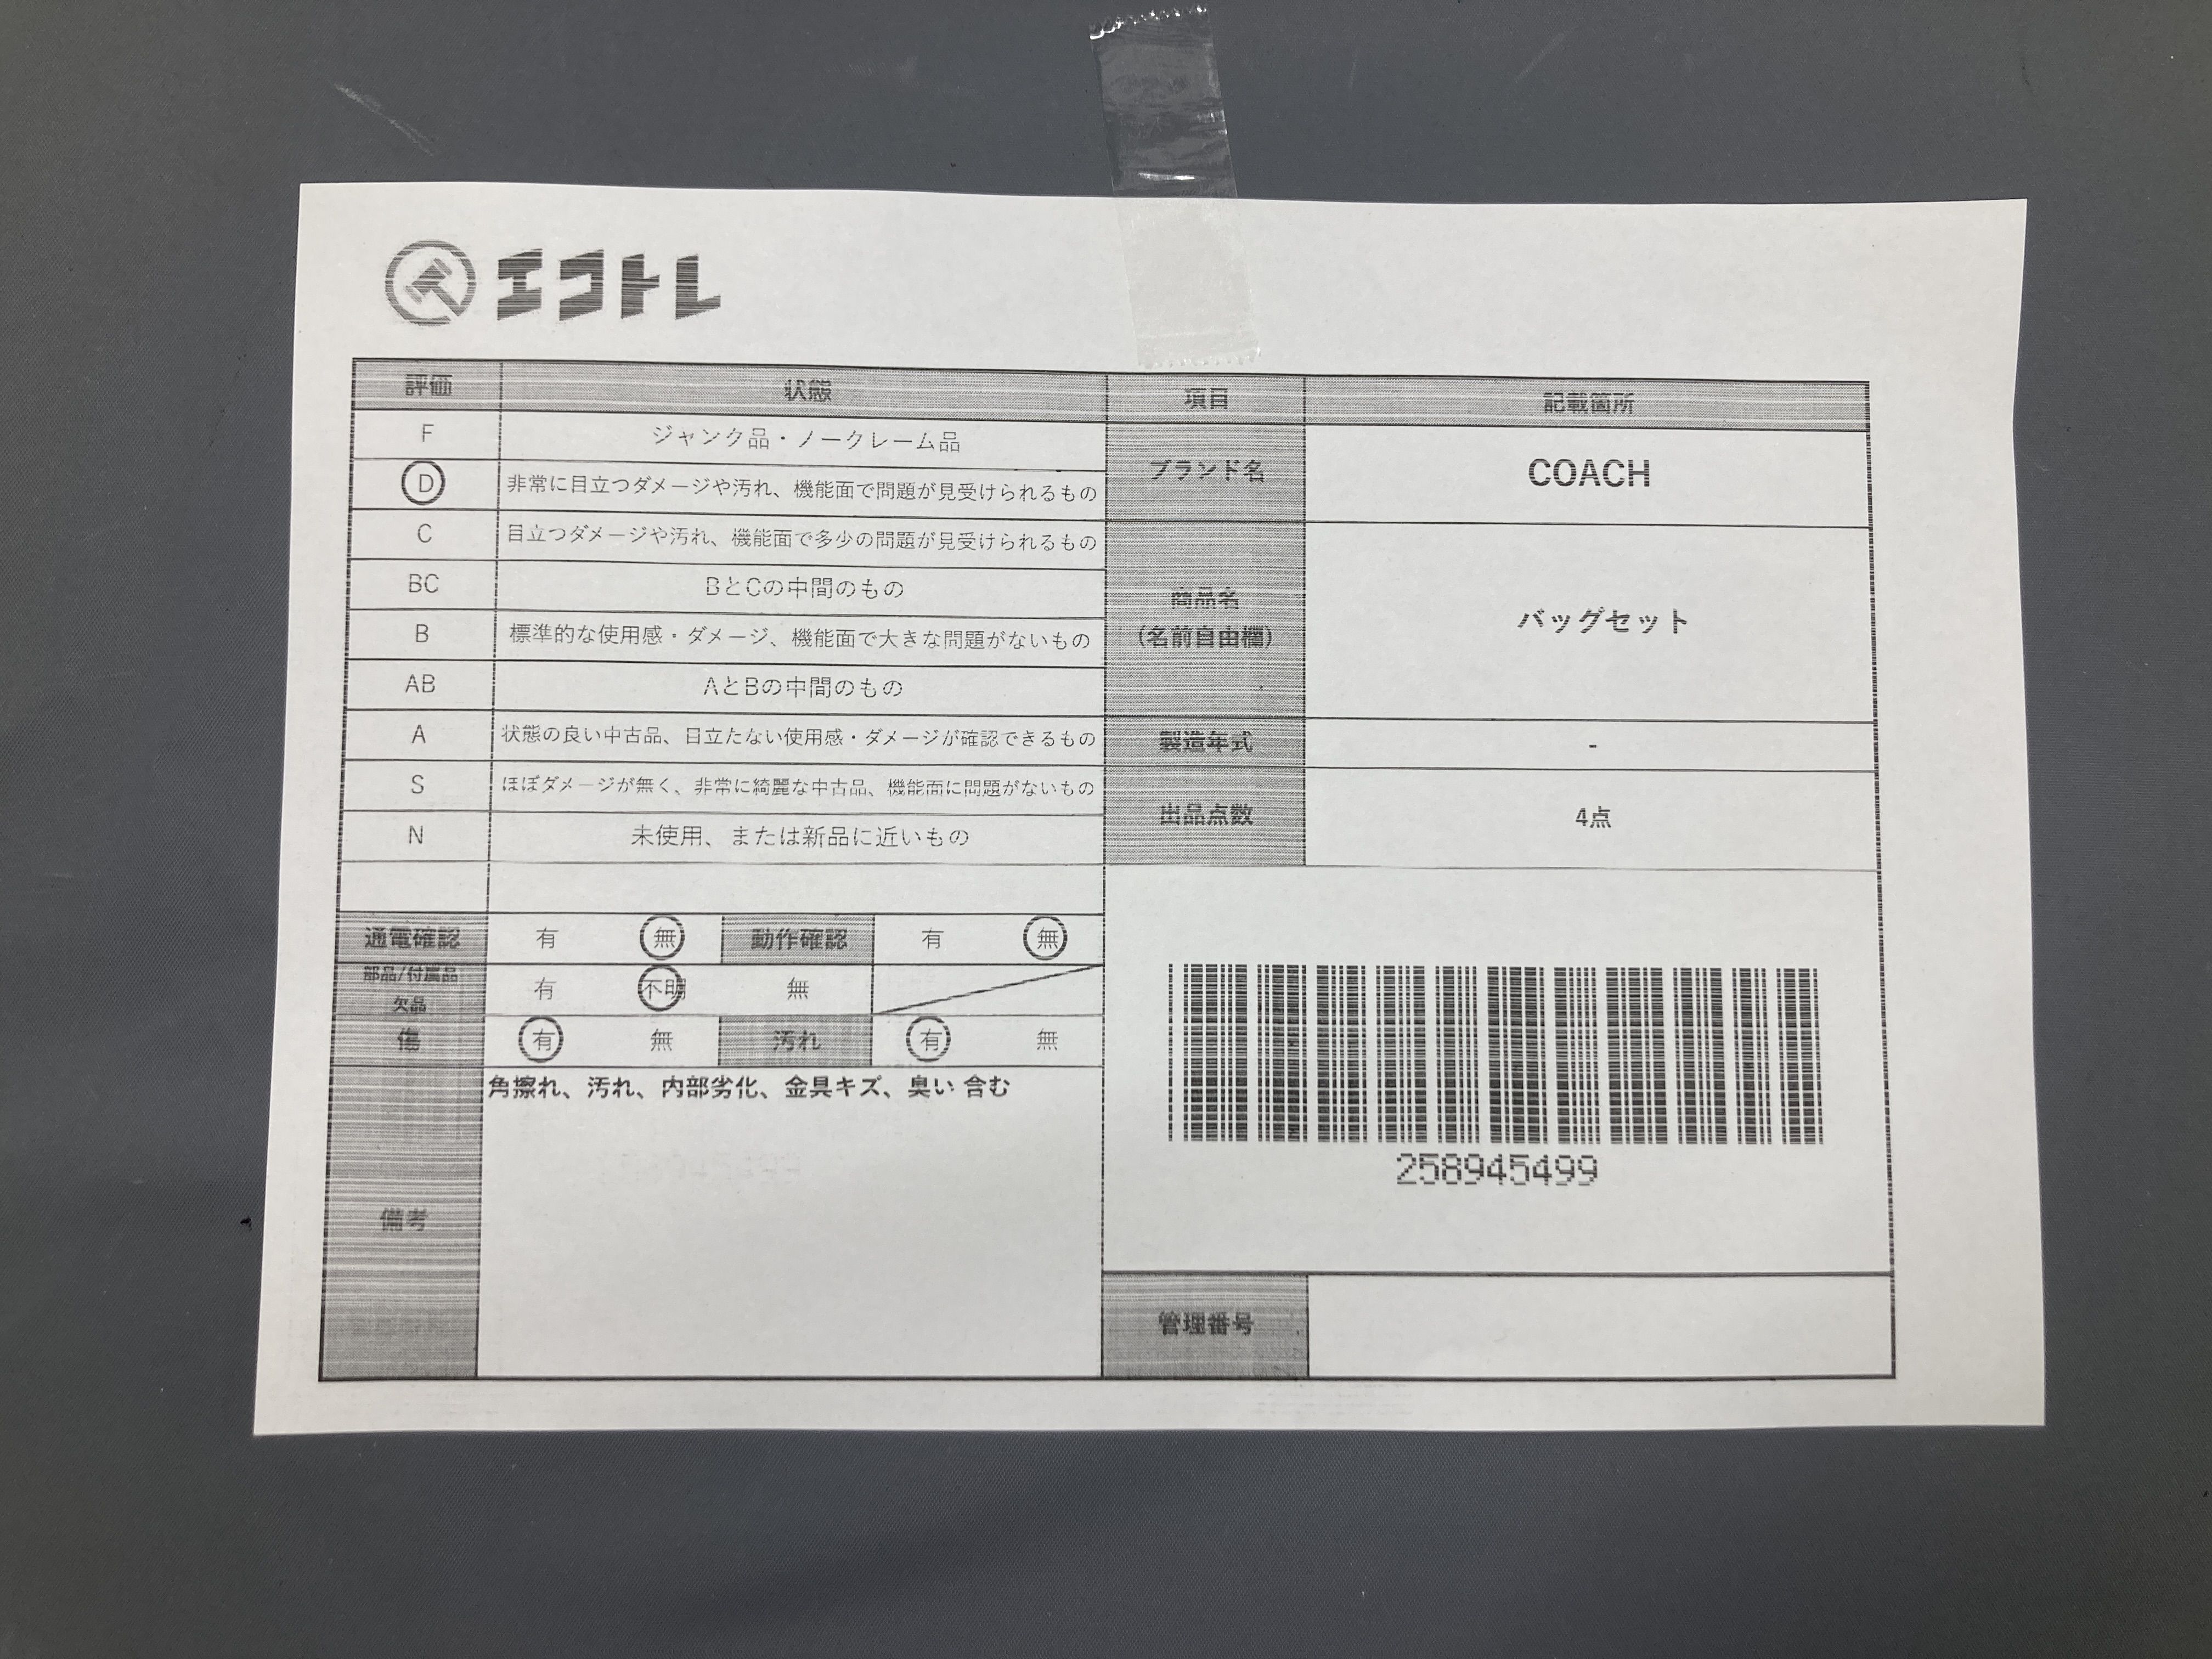 エコトレ
評価 状態 項目 記載箇所
F ジャンク品・ノークレーム品
D 非常に目立つダメージや汚れ、機能面で問題が見受けられるもの
ブランド名 COACH
C 目立つダメージや汚れ、機能面で多少の問題が見受けられるもの
BC BとCの中間のもの
商品名
(名前自由欄)
バッグセット
B 標準的な使用感・ダメージ、機能面で大きな問題がないもの
AB AとBの中間のもの
A 状態の良い中古品、目立たない使用感・ダメージが確認できるもの
製造年式 -
S ほぼダメージが無く、非常に綺麗な中古品、機能面に問題がないもの
出品点数 4点
N 未使用、または新品に近いもの
通電確認 有 無 動作確認 有 無
部品/付属品
欠品
有 不明 無
傷 有 無 汚れ 有 無
備考
角擦れ、汚れ、内部劣化、金具キズ、臭い 含む
258945499
管理番号